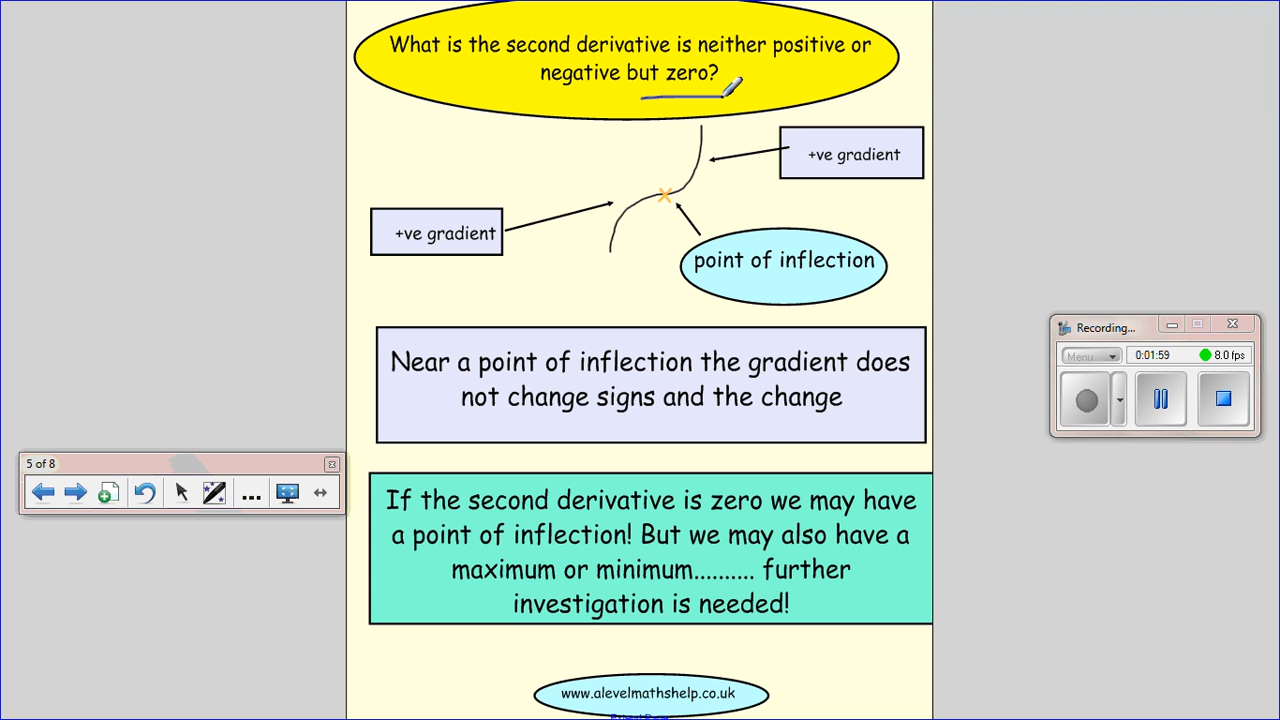 What is the second derivative is neither positive or
negative but zero?
+ve gradient
+ve gradient
point of inflection
Near a point of inflection the gradient does
not change signs and the change
If the second derivative is zero we may have
a point of inflection! But we may also have a
maximum or minimum.......... further
investigation is needed!
www.alevelmathshelp.co.uk
Recording...
Menu
0:01:59
8.0 fps
5 of 8